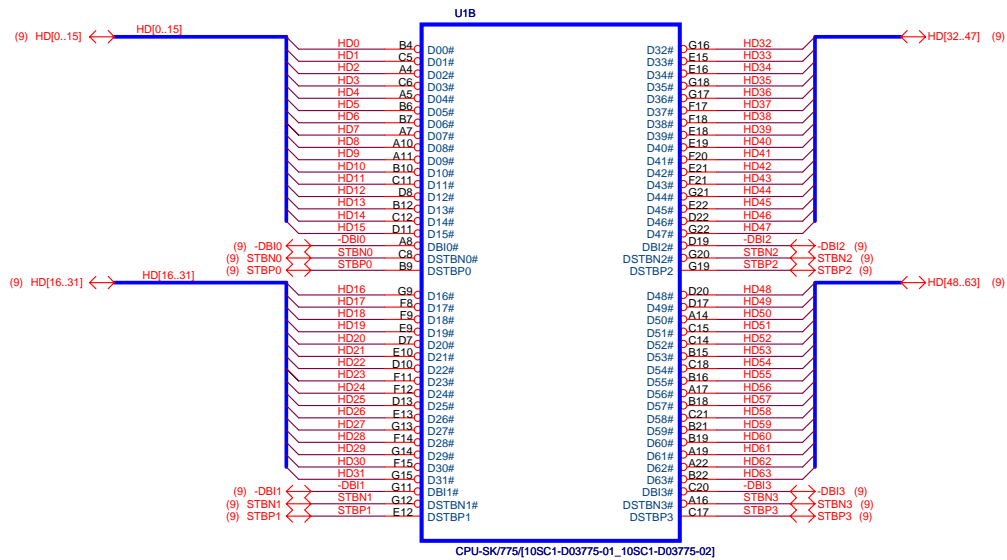 U1B
(9) HD[0..15] HD[0..15] HD[32..47] (9)
HD0 B4 D00# D32# G16 HD32
HD1 C5 D01# D33# E15 HD33
HD2 A4 D02# D34# E16 HD34
HD3 C6 D03# D35# G18 HD35
HD4 A5 D04# D36# G17 HD36
HD5 B6 D05# D37# F17 HD37
HD6 B7 D06# D38# F18 HD38
HD7 A7 D07# D39# E18 HD39
HD8 A10 D08# D40# E19 HD40
HD9 A11 D09# D41# F20 HD41
HD10 B10 D10# D42# E21 HD42
HD11 C11 D11# D43# F21 HD43
HD12 D8 D12# D44# G21 HD44
HD13 B12 D13# D45# E22 HD45
HD14 C12 D14# D46# D22 HD46
HD15 D11 D15# D47# G22 HD47
(9) -DBI0 -DBI0 A8 DBI0# DBI2# D19 -DBI2 -DBI2 (9)
(9) STBN0 STBN0 C8 DSTBN0# DSTBN2# G20 STBN2 STBN2 (9)
(9) STBP0 STBP0 B9 DSTBP0 DSTBP2 G19 STBP2 STBP2 (9)
(9) HD[16..31] HD[16..31] HD[48..63] (9)
HD16 G9 D16# D48# D20 HD48
HD17 F8 D17# D49# D17 HD49
HD18 F9 D18# D50# A14 HD50
HD19 E9 D19# D51# C15 HD51
HD20 D7 D20# D52# C14 HD52
HD21 E10 D21# D53# B15 HD53
HD22 D10 D22# D54# C18 HD54
HD23 F11 D23# D55# B16 HD55
HD24 F12 D24# D56# A17 HD56
HD25 D13 D25# D57# B18 HD57
HD26 E13 D26# D58# C21 HD58
HD27 G13 D27# D59# B21 HD59
HD28 F14 D28# D60# B19 HD60
HD29 G14 D29# D61# A19 HD61
HD30 F15 D30# D62# A22 HD62
HD31 G15 D31# D63# B22 HD63
(9) -DBI1 -DBI1 G11 DBI1# DBI3# C20 -DBI3 -DBI3 (9)
(9) STBN1 STBN1 G12 DSTBN1# DSTBN3# A16 STBN3 STBN3 (9)
(9) STBP1 STBP1 E12 DSTBP1 DSTBP3 C17 STBP3 STBP3 (9)
CPU-SK/775/[10SC1-D03775-01_10SC1-D03775-02]